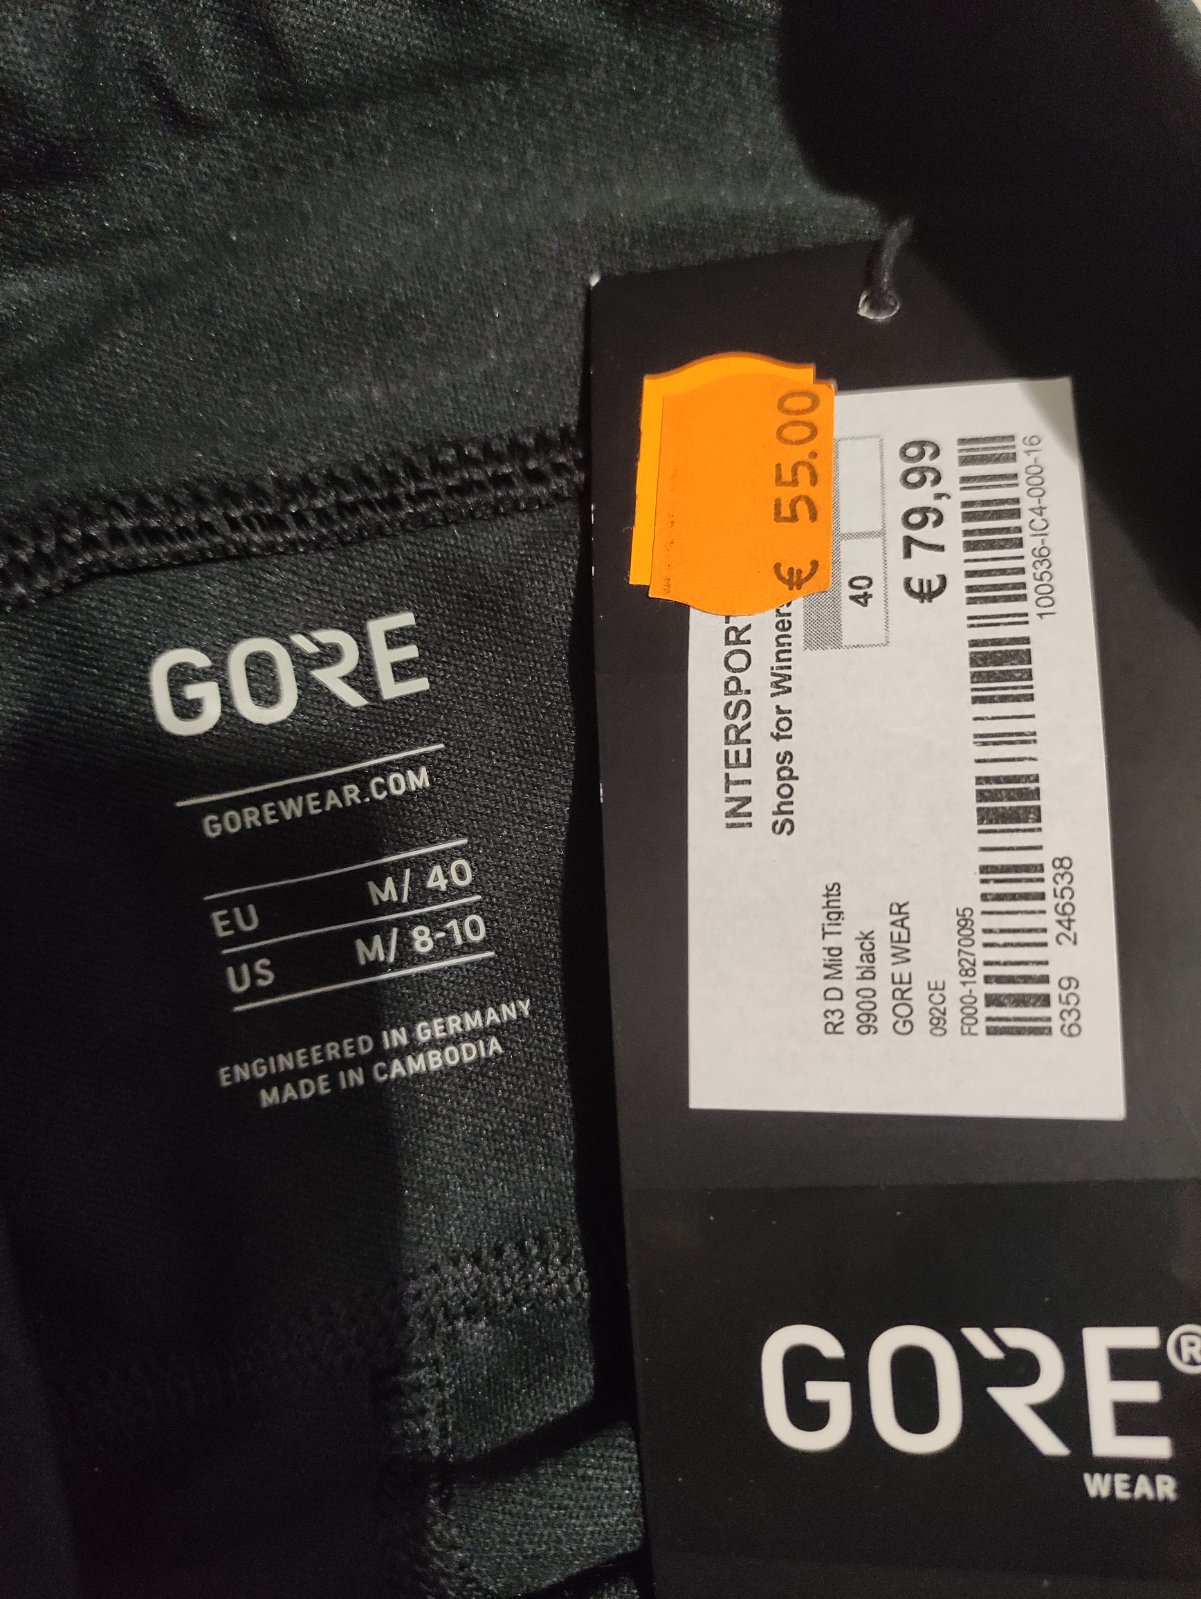 GORE
GOREWEAR.COM
EU M/ 40
US M/ 8-10
ENGINEERED IN GERMANY
MADE IN CAMBODIA
€ 55.00
INTERSPORT
Shops for Winners
40
€ 79,99
R3 D Mid Tights
9900 black
GORE WEAR
092CE
F000-18270095
6359 246538
100536-IC4-000-16
GORE®
WEAR